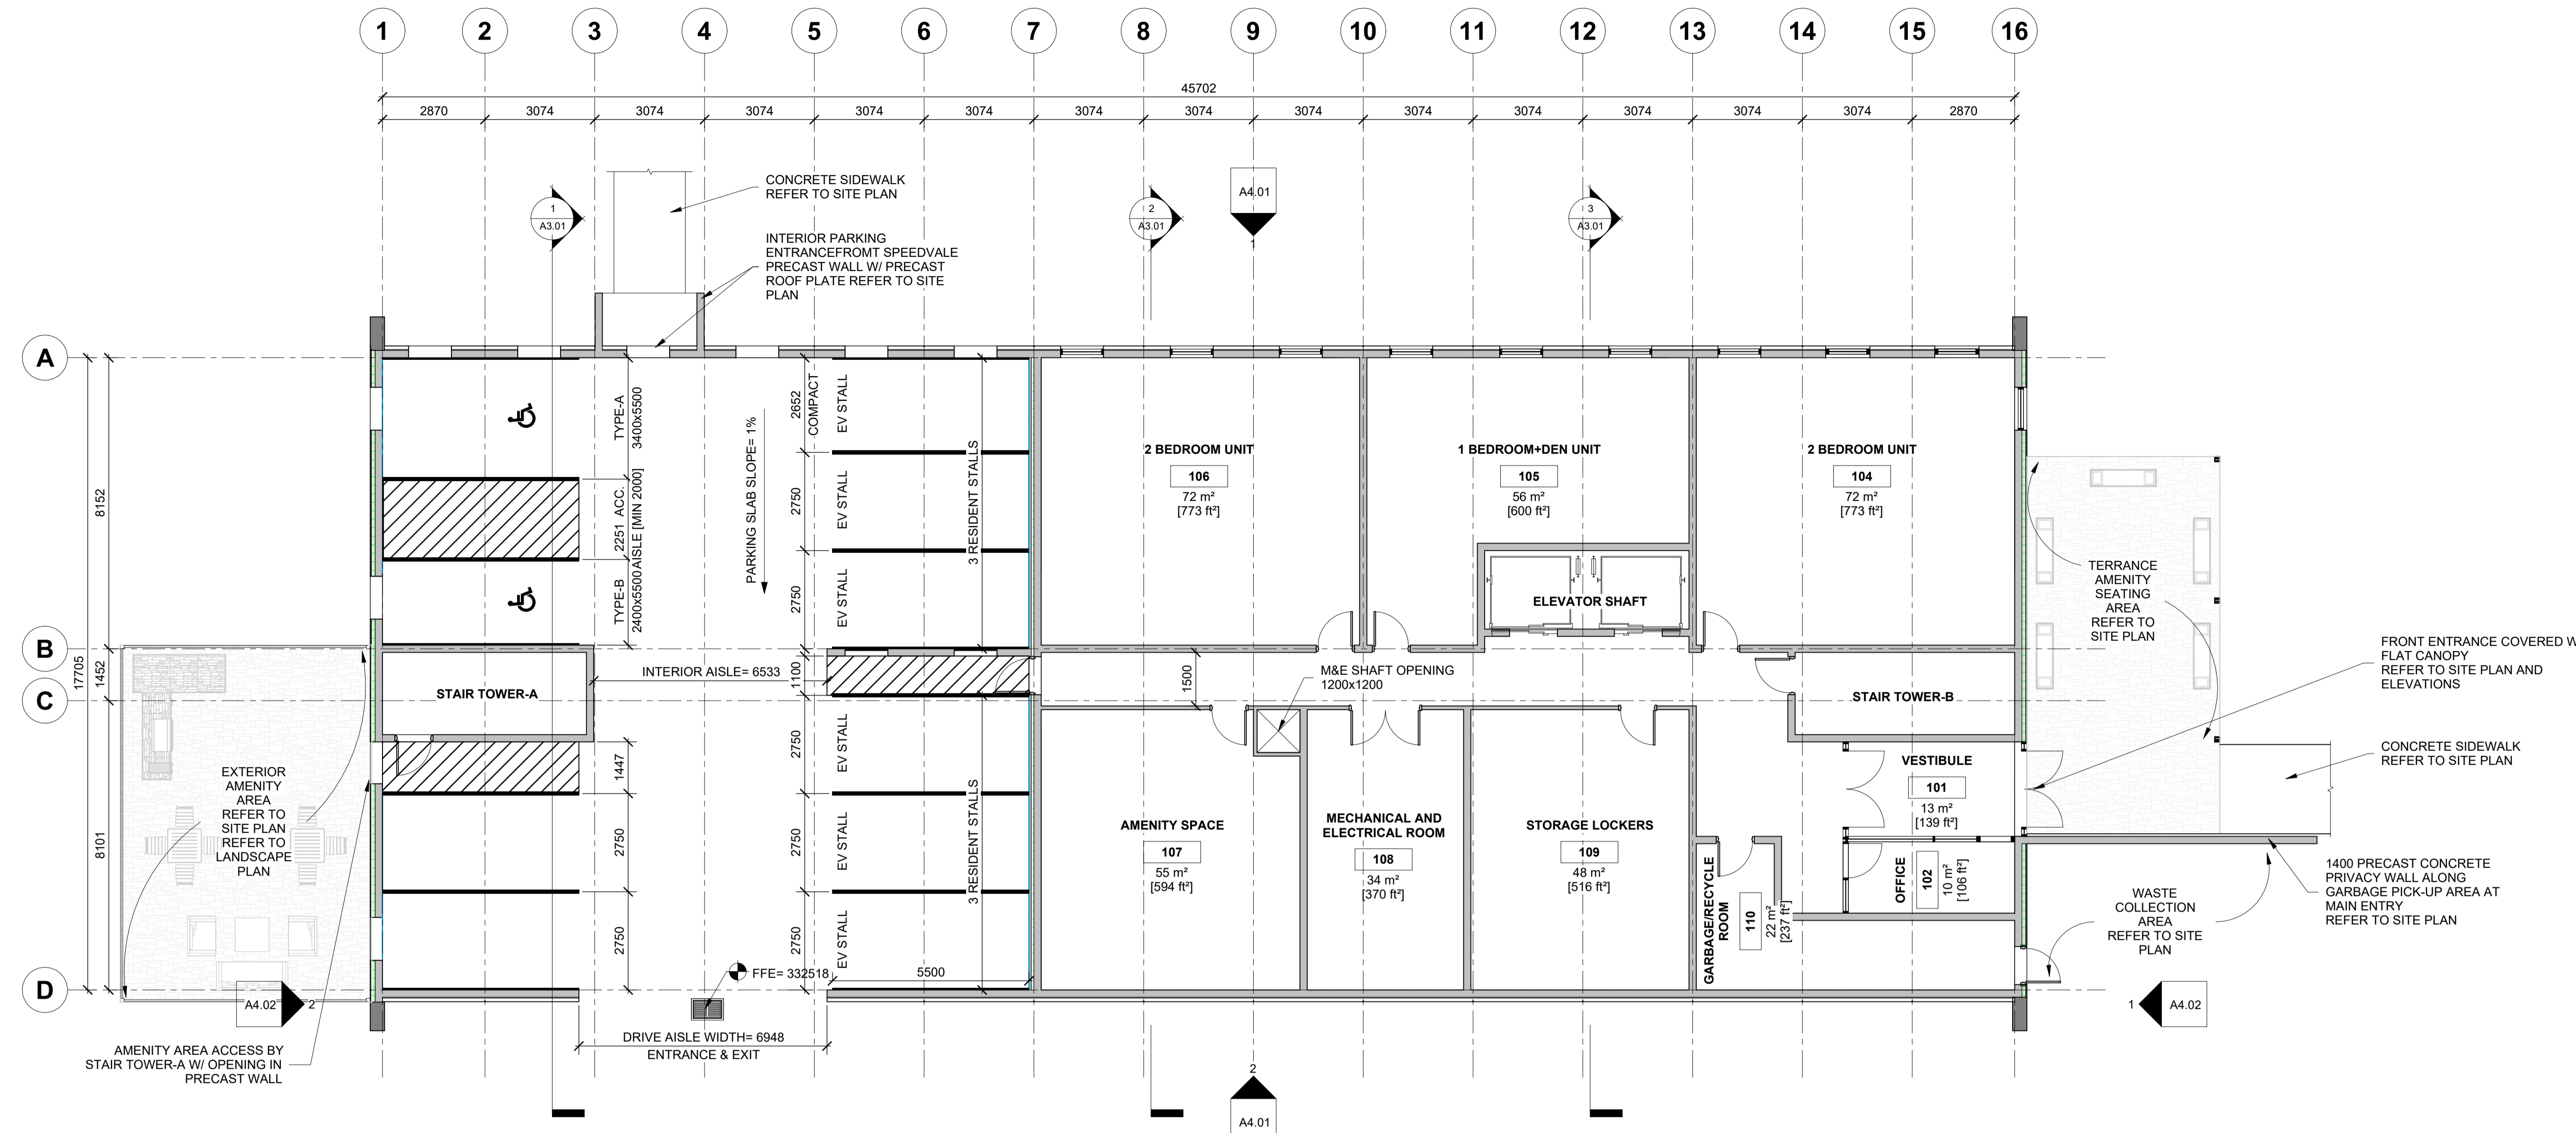 1 2 3 4 5 6 7 8 9 10 11 12 13 14 15 16
45702
2870 3074 3074 3074 3074 3074 3074 3074 3074 3074 3074 3074 3074 3074 2870
CONCRETE SIDEWALK
REFER TO SITE PLAN
INTERIOR PARKING
ENTRANCEFROMT SPEEDVALE
PRECAST WALL W/ PRECAST
ROOF PLATE REFER TO SITE
PLAN
1
A3.01
2
A3.01
A4.01
1
3
A3.01
A
B
C
D
17705
8152
1452
8101
TYPE-A
3400x5500
2251 ACC.
AISLE [MIN 2000]
TYPE-B
2400x5500
PARKING SLAB SLOPE= 1%
2652
COMPACT
EV STALL
2750
EV STALL
2750
EV STALL
3 RESIDENT STALLS
1100
2750
EV STALL
2750
EV STALL
2750
EV STALL
3 RESIDENT STALLS
5500
INTERIOR AISLE= 6533
STAIR TOWER-A
1447
2750
2750
FFE= 332518
DRIVE AISLE WIDTH= 6948
ENTRANCE & EXIT
EXTERIOR
AMENITY
AREA
REFER TO
SITE PLAN
REFER TO
LANDSCAPE
PLAN
A4.02
2
AMENITY AREA ACCESS BY
STAIR TOWER-A W/ OPENING IN
PRECAST WALL
2 BEDROOM UNIT
106
72 m²
[773 ft²]
1 BEDROOM+DEN UNIT
105
56 m²
[600 ft²]
2 BEDROOM UNIT
104
72 m²
[773 ft²]
ELEVATOR SHAFT
1500
M&E SHAFT OPENING
1200x1200
STAIR TOWER-B
AMENITY SPACE
107
55 m²
[594 ft²]
MECHANICAL AND
ELECTRICAL ROOM
108
34 m²
[370 ft²]
STORAGE LOCKERS
109
48 m²
[516 ft²]
GARBAGE/RECYCLE
ROOM
110
22 m²
[237 ft²]
VESTIBULE
101
13 m²
[139 ft²]
OFFICE
102
10 m²
[106 ft²]
TERRANCE
AMENITY
SEATING
AREA
REFER TO
SITE PLAN
FRONT ENTRANCE COVERED W
FLAT CANOPY
REFER TO SITE PLAN AND
ELEVATIONS
CONCRETE SIDEWALK
REFER TO SITE PLAN
1400 PRECAST CONCRETE
PRIVACY WALL ALONG
GARBAGE PICK-UP AREA AT
MAIN ENTRY
REFER TO SITE PLAN
WASTE
COLLECTION
AREA
REFER TO SITE
PLAN
1
A4.02
2
A4.01